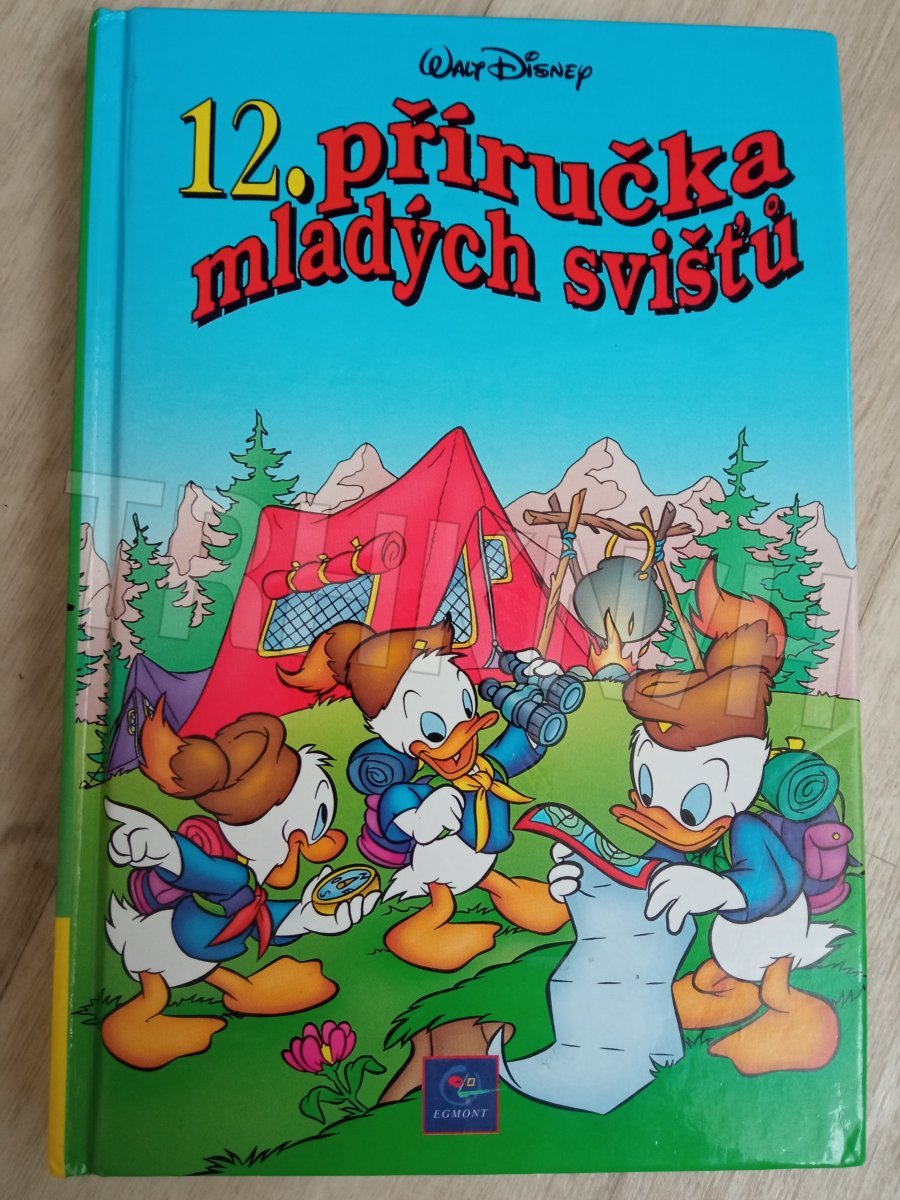 Walt Disney
12. příručka
mladých svišťů
EGMONT